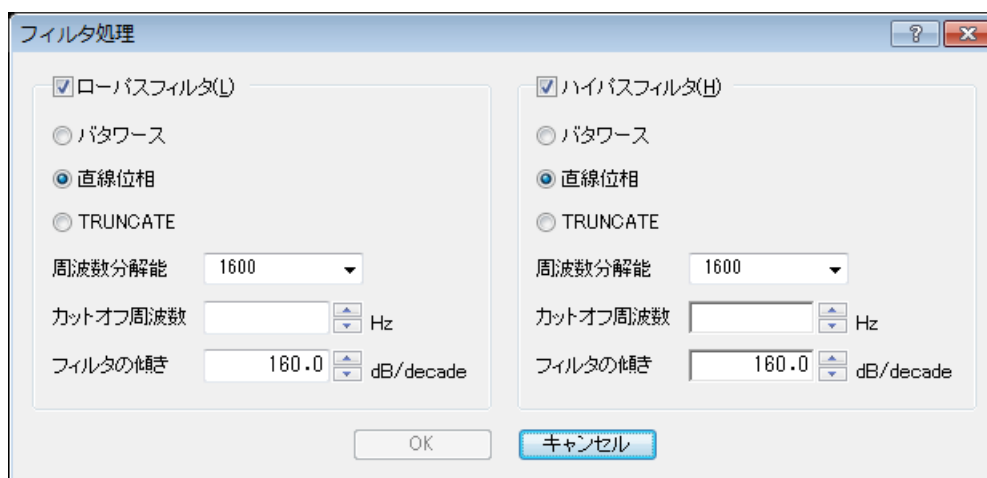 フィルタ処理
ローパスフィルタ(L)
バタワース
直線位相
TRUNCATE
周波数分解能 1600
カットオフ周波数 Hz
フィルタの傾き 160.0 dB/decade
ハイパスフィルタ(H)
バタワース
直線位相
TRUNCATE
周波数分解能 1600
カットオフ周波数 Hz
フィルタの傾き 160.0 dB/decade
OK キャンセル